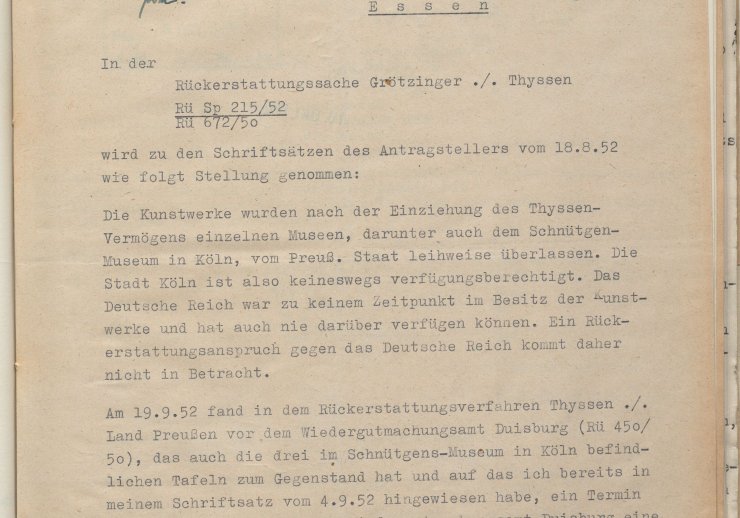 E s s e n
In der
Rückerstattungssache Grötzinger ./. Thyssen
Rü Sp 215/52
Rü 672/50
wird zu den Schriftsätzen des Antragstellers vom 18.8.52
wie folgt Stellung genommen:
Die Kunstwerke wurden nach der Einziehung des Thyssen-
Vermögens einzelnen Museen, darunter auch dem Schnütgen-
Museum in Köln, vom Preuß. Staat leihweise überlassen. Die
Stadt Köln ist also keineswegs verfügungsberechtigt. Das
Deutsche Reich war zu keinem Zeitpunkt im Besitz der Kunst-
werke und hat auch nie darüber verfügen können. Ein Rück-
erstattungsanspruch gegen das Deutsche Reich kommt daher
nicht in Betracht.
Am 19.9.52 fand in dem Rückerstattungsverfahren Thyssen ./.
Land Preußen vor dem Wiedergutmachungsamt Duisburg (Rü 450/
50), das auch die drei im Schnütgens-Museum in Köln befind-
lichen Tafeln zum Gegenstand hat und auf das ich bereits in
meinem Schriftsatz vom 4.9.52 hingewiesen habe, ein Termin
Duisburg eine